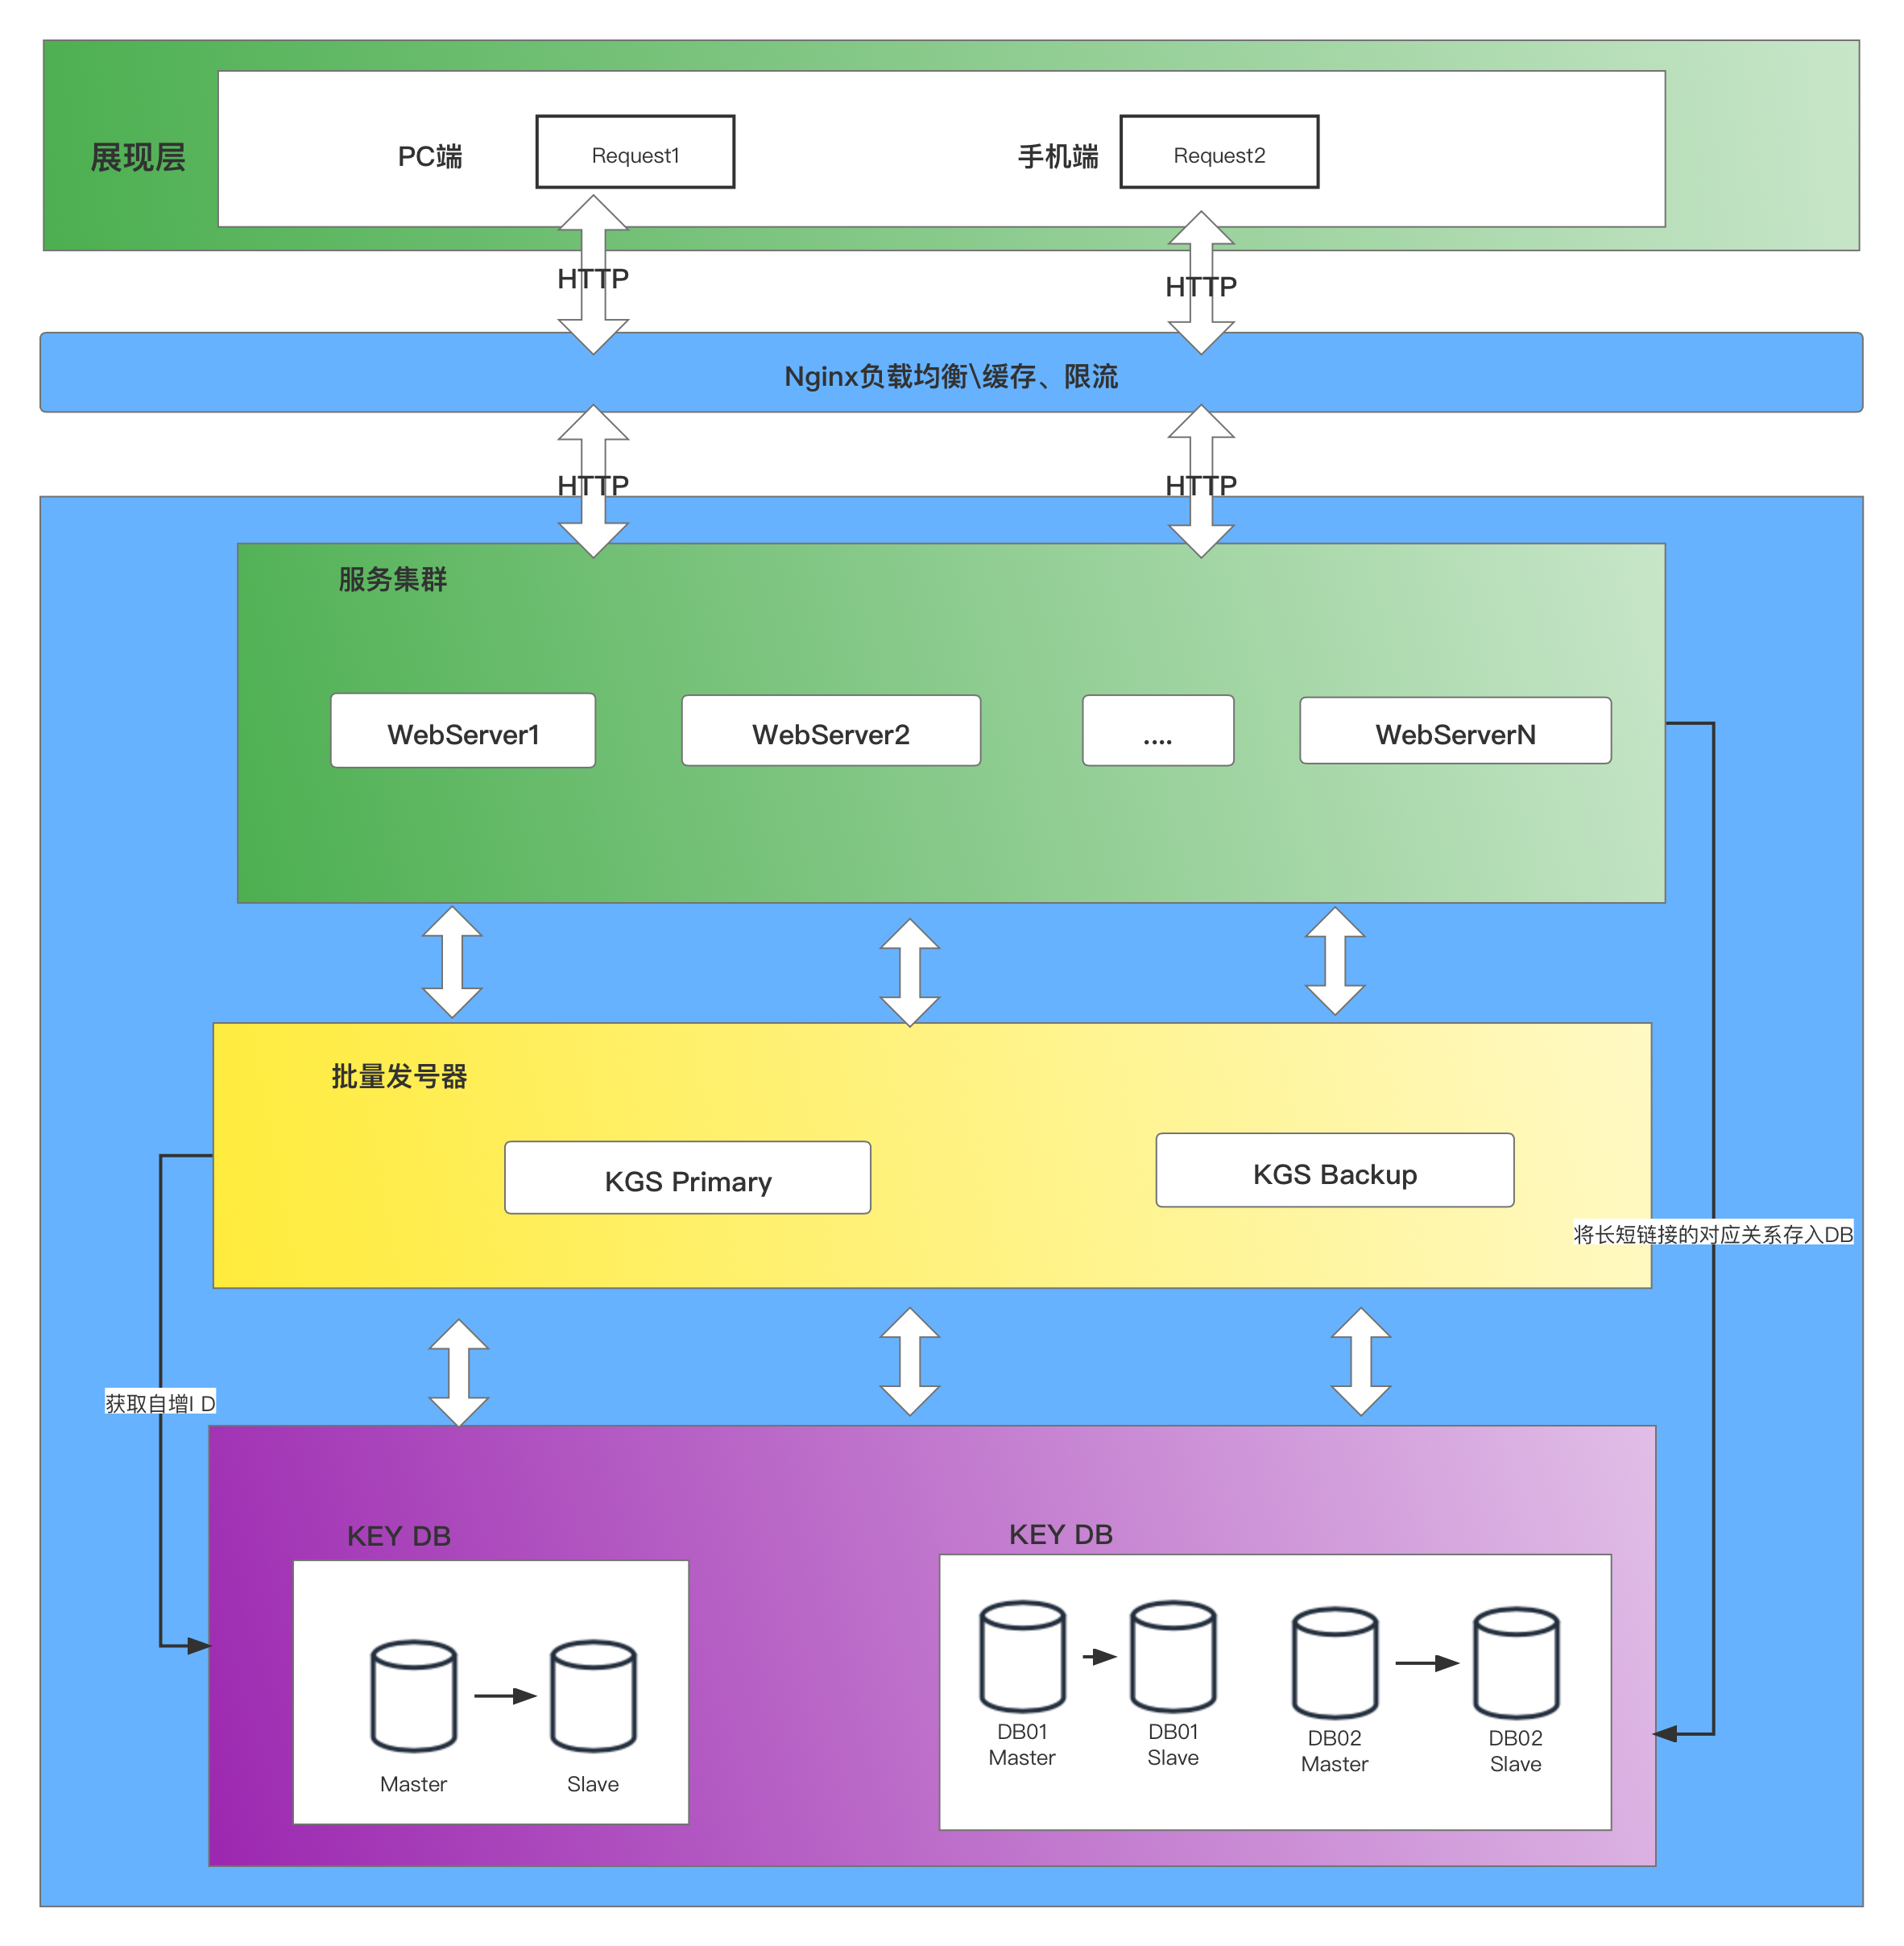 展现层
PC端
Request1
手机端
Request2
HTTP
HTTP
Nginx负载均衡\缓存、限流
HTTP
HTTP
服务集群
WebServer1
WebServer2
....
WebServerN
批量发号器
KGS Primary
KGS Backup
将长短链接的对应关系存入DB
获取自增I D
KEY DB
Master
Slave
KEY DB
DB01
Master
DB01
Slave
DB02
Master
DB02
Slave